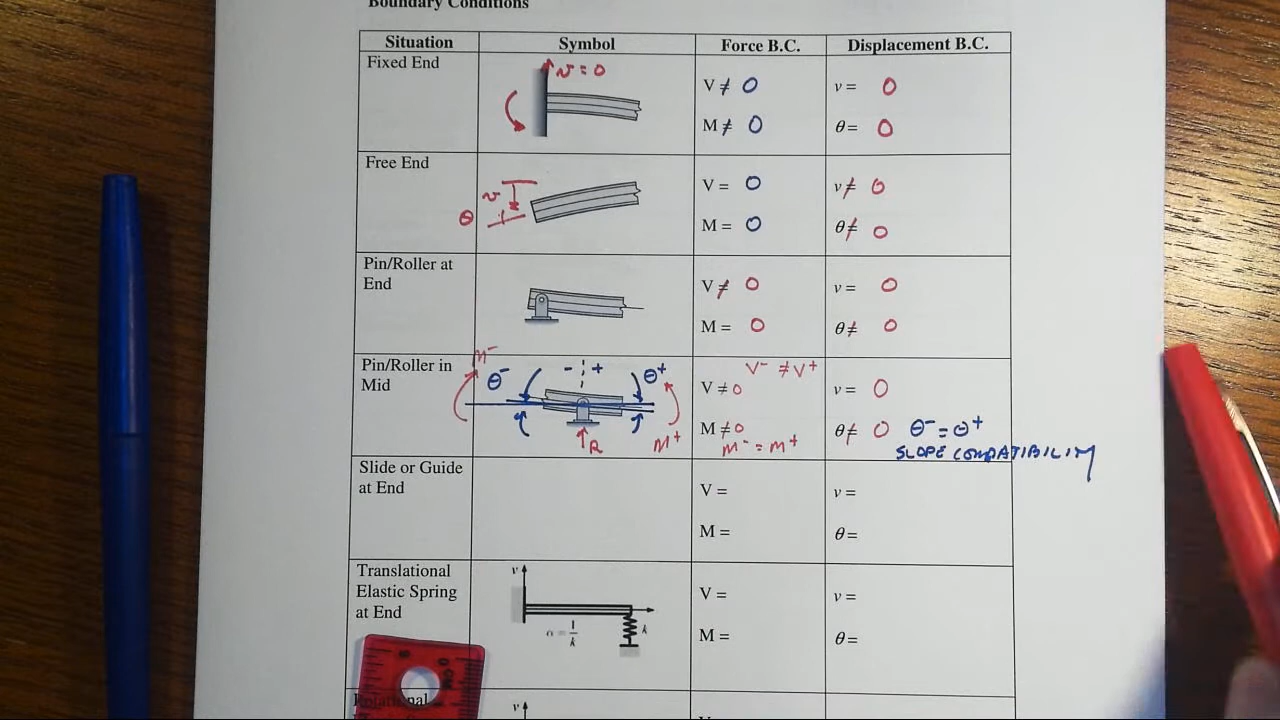 Boundary Conditions
Situation Symbol Force B.C. Displacement B.C.
Fixed End
v = 0
V ≠ 0
M ≠ 0
v = 0
θ = 0
Free End
v
θ
V = 0
M = 0
v ≠ 0
θ ≠ 0
Pin/Roller at
End
V ≠ 0
M = 0
v = 0
θ ≠ 0
Pin/Roller in
Mid
M⁻
θ⁻
- +
θ⁺
R
M⁺
V⁻ ≠ V⁺
V ≠ 0
M ≠ 0
M⁻ = M⁺
v = 0
θ ≠ 0 θ⁻ = θ⁺
SLOPE COMPATIBILITY
Slide or Guide
at End
V =
M =
v =
θ =
Translational
Elastic Spring
at End
v
α = 1/k
k
V =
M =
v =
θ =
Rotational
v